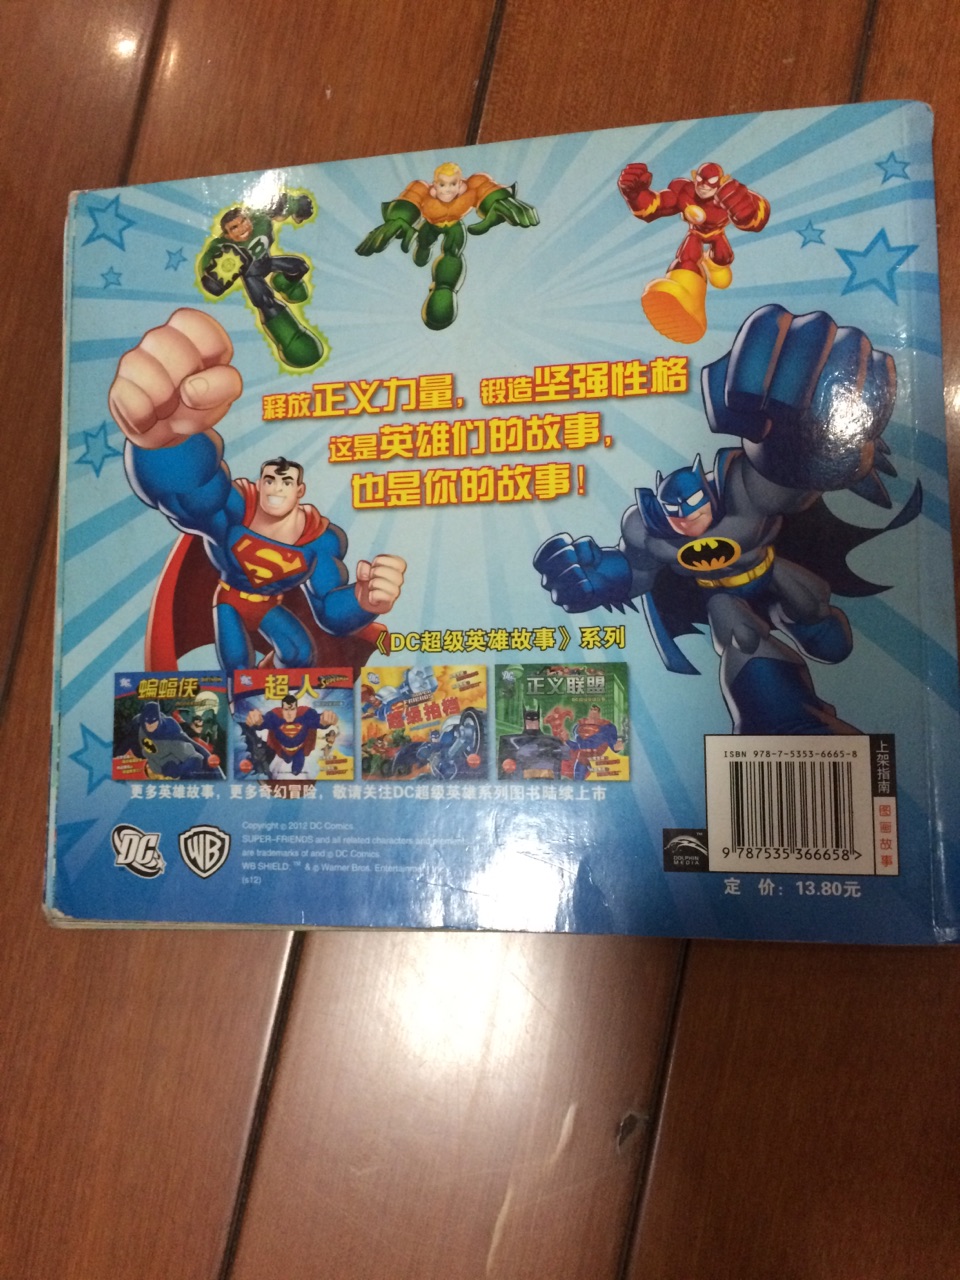 释放正义力量，锻造坚强性格
这是英雄们的故事，
也是你的故事！
《DC超级英雄故事》系列
蝙蝠侠
超人
超级拍档
正义联盟
更多英雄故事，更多奇幻冒险，敬请关注DC超级英雄系列图书陆续上市
DC
WB
Copyright © 2012 DC Comics.
SUPER-FRIENDS and all related characters and
are trademarks of and © DC Comics.
WB SHIELD: ™ & © Warner Bros. Entertainment
(s12)
DOLPHIN
MEDIA
ISBN 978-7-5353-6665-8
9 787535 366658 >
上架指南
图画故事
定 价：13.80元